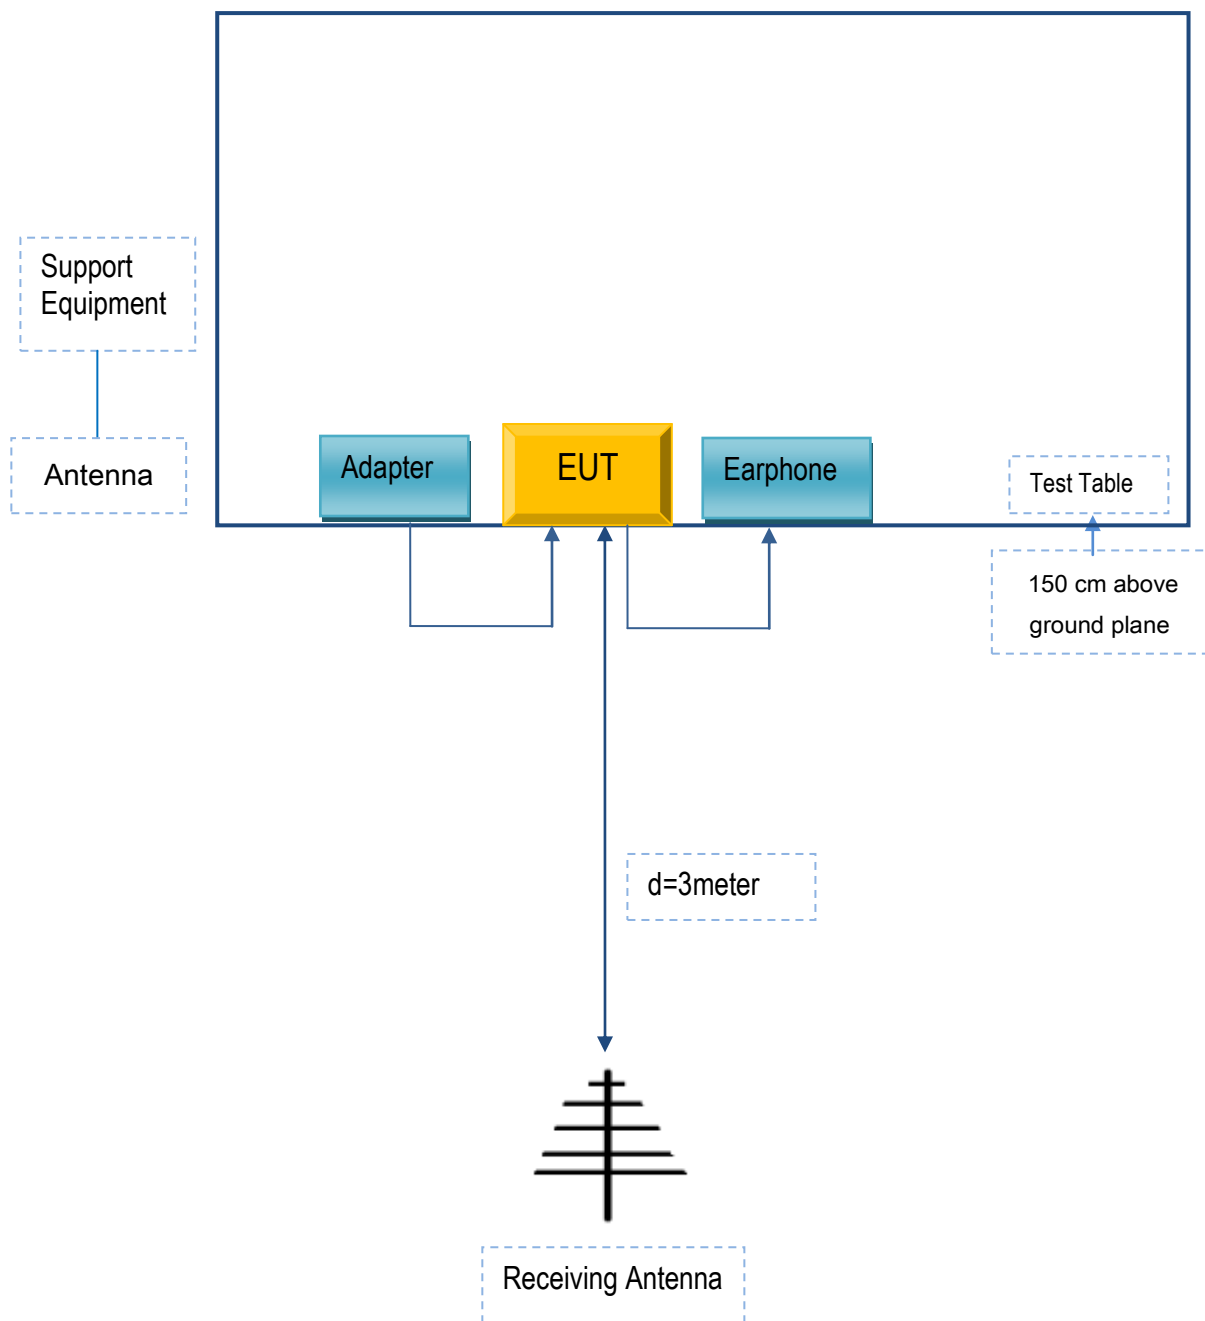 Support
Equipment
Antenna
Adapter
EUT
Earphone
Test Table
150 cm above
ground plane
d=3meter
Receiving Antenna